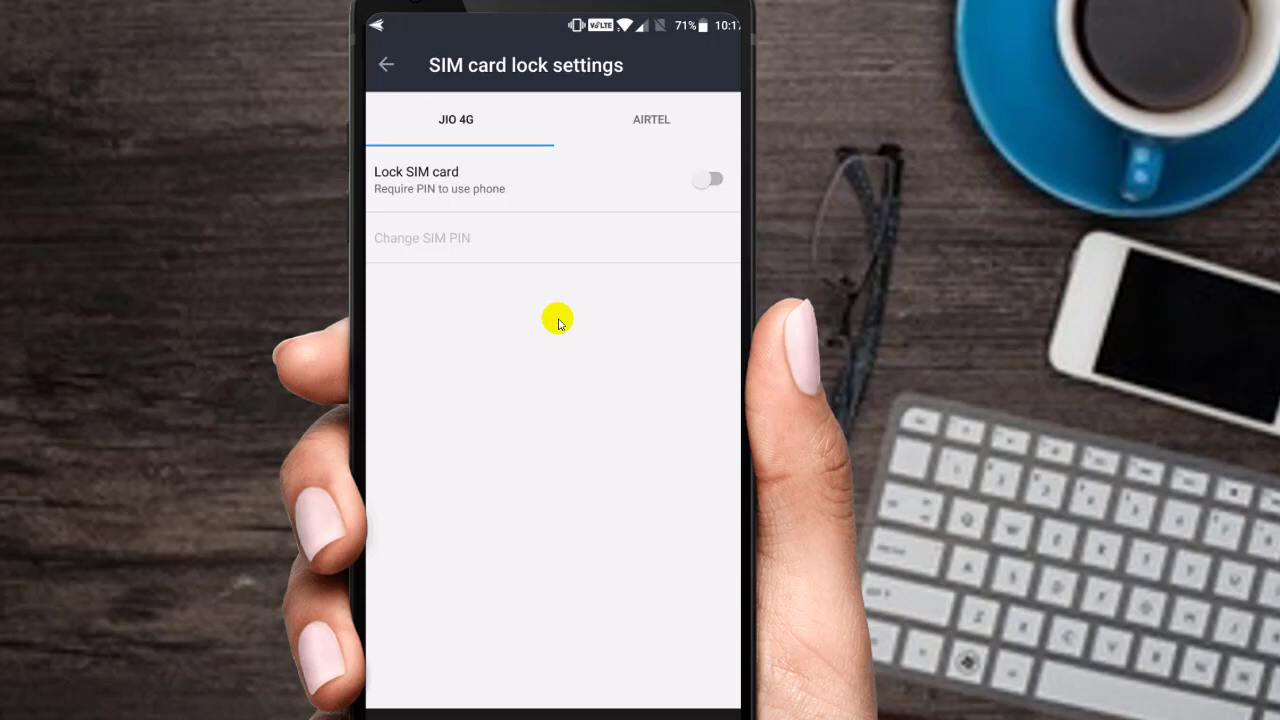 VoLTE 71% 10:17
SIM card lock settings
JIO 4G AIRTEL
Lock SIM card
Require PIN to use phone
Change SIM PIN